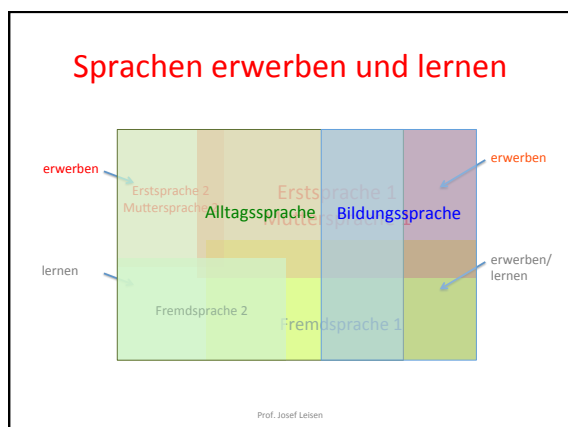 Sprachen erwerben und lernen
erwerben
erwerben
Erstsprache 2
Erstsprache 1
Muttersprache 2
Muttersprache 1
Alltagssprache
Bildungssprache
lernen
erwerben/
lernen
Fremdsprache 2
Fremdsprache 1
Prof. Josef Leisen